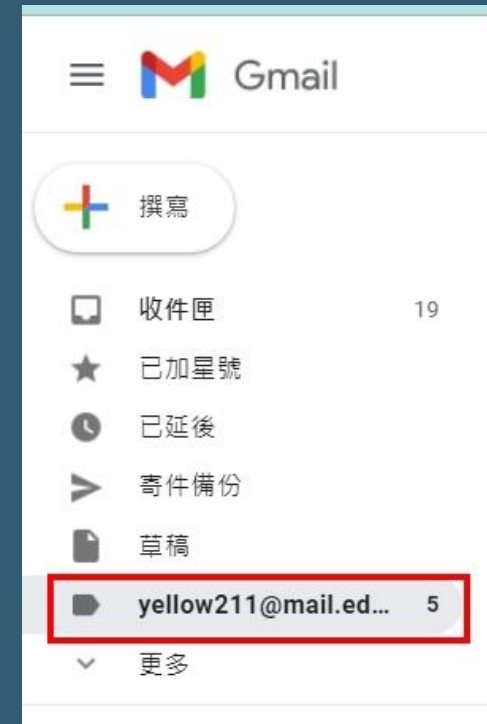 Gmail
撰寫
收件匣 19
已加星號
已延後
寄件備份
草稿
yellow211@mail.ed... 5
更多